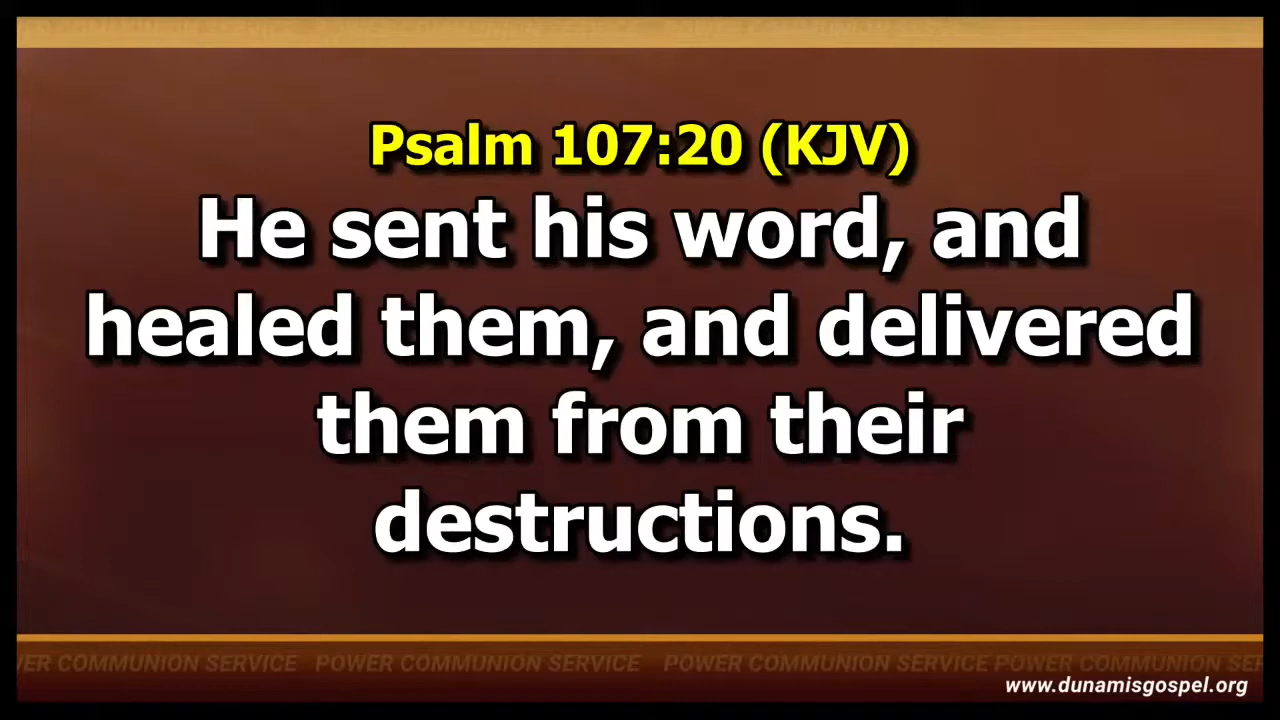 Psalm 107:20 (KJV)
He sent his word, and
healed them, and delivered
them from their
destructions.
VER COMMUNION SERVICE POWER COMMUNION SERVICE POWER COMMUNION SERVICE POWER COMMUNION SER
www.dunamisgospel.org